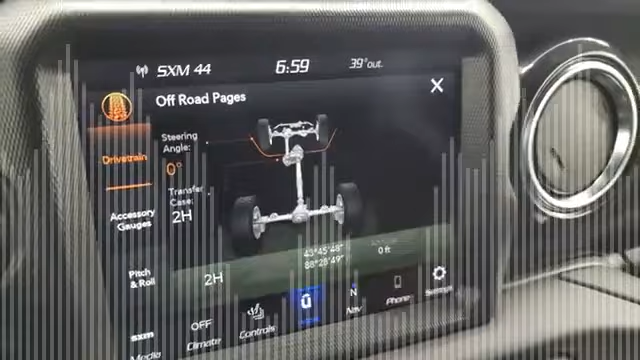 SXM 44 6:59 39°out.
Off Road Pages
Steering
Angle:
0°
Drivetrain
Transfer
Case:
2H
Accessory
Gauges
43°45'48"
88°28'49"
0 ft
Pitch
& Roll
2H
sxm
Media
OFF
Climate
Controls
N
Nav
Phone
Settings